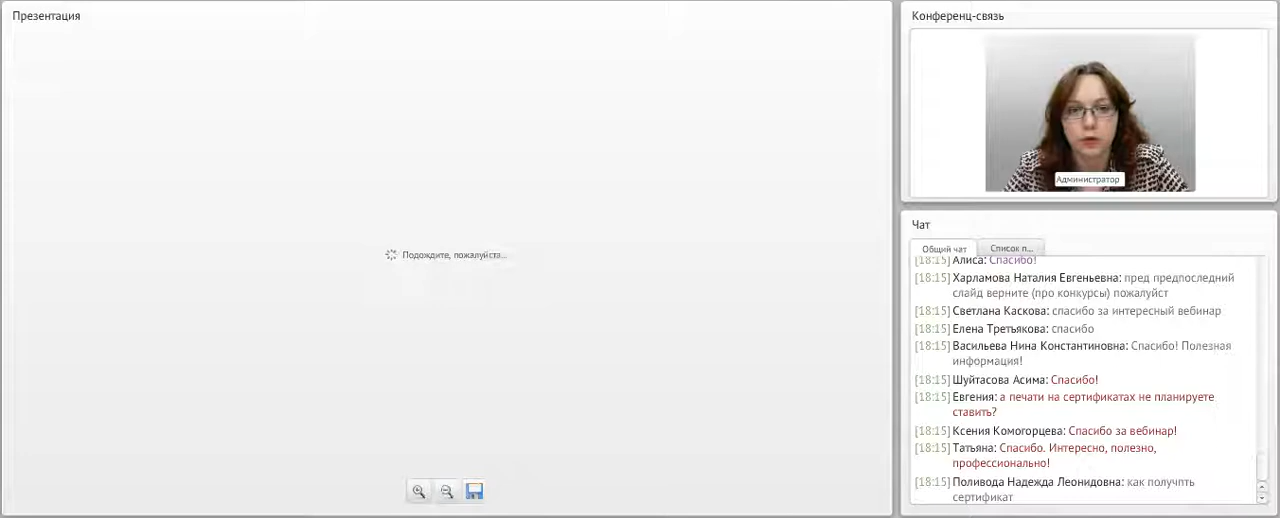 Презентация
Подождите, пожалуйста...
Конференц-связь
Администратор
Чат
Общий чат
Список п...
[18:15] Алиса: Спасибо!
[18:15] Харламова Наталия Евгеньевна: пред предпоследний
слайд верните (про конкурсы) пожалуйст
[18:15] Светлана Каскова: спасибо за интересный вебинар
[18:15] Елена Третьякова: спасибо
[18:15] Васильева Нина Константиновна: Спасибо! Полезная
информация!
[18:15] Шуйтасова Асима: Спасибо!
[18:15] Евгения: а печати на сертификатах не планируете
ставить?
[18:15] Ксения Комогорцева: Спасибо за вебинар!
[18:15] Татьяна: Спасибо. Интересно, полезно,
профессионально!
[18:15] Поливода Надежда Леонидовна: как получпть
сертификат